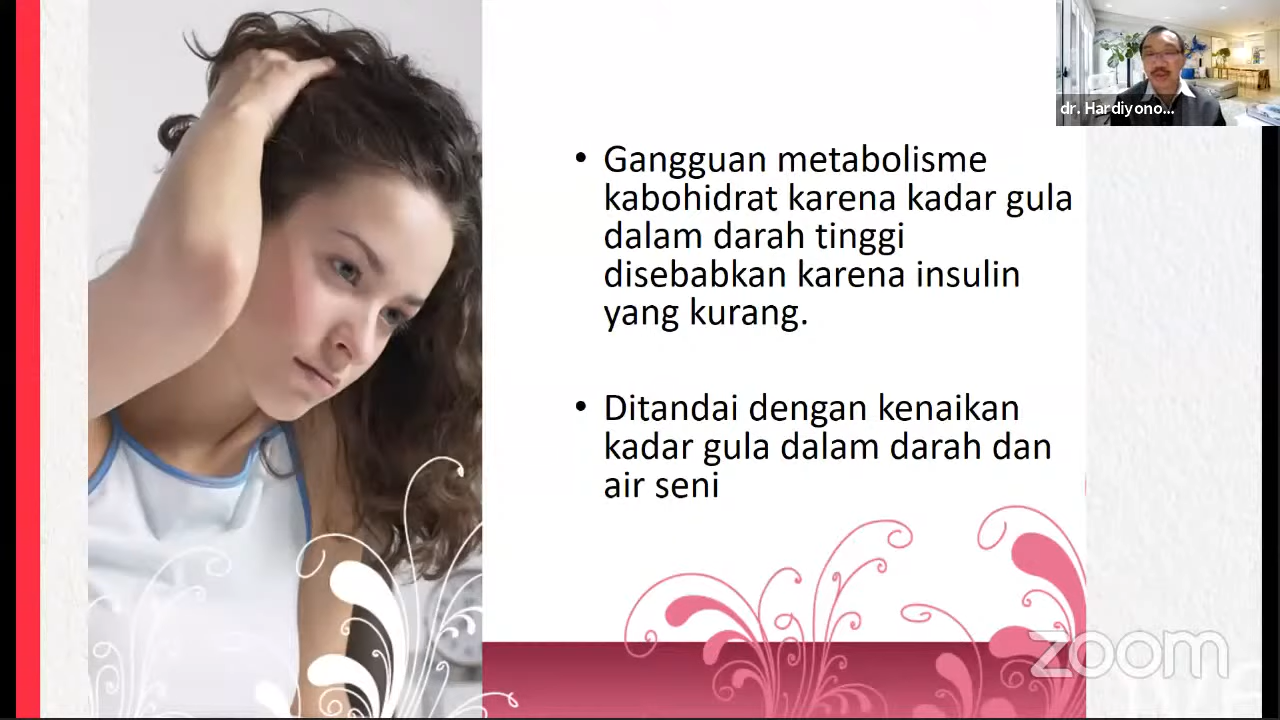 dr. Hardiyono...
• Gangguan metabolisme
kabohidrat karena kadar gula
dalam darah tinggi
disebabkan karena insulin
yang kurang.
• Ditandai dengan kenaikan
kadar gula dalam darah dan
air seni
zoom